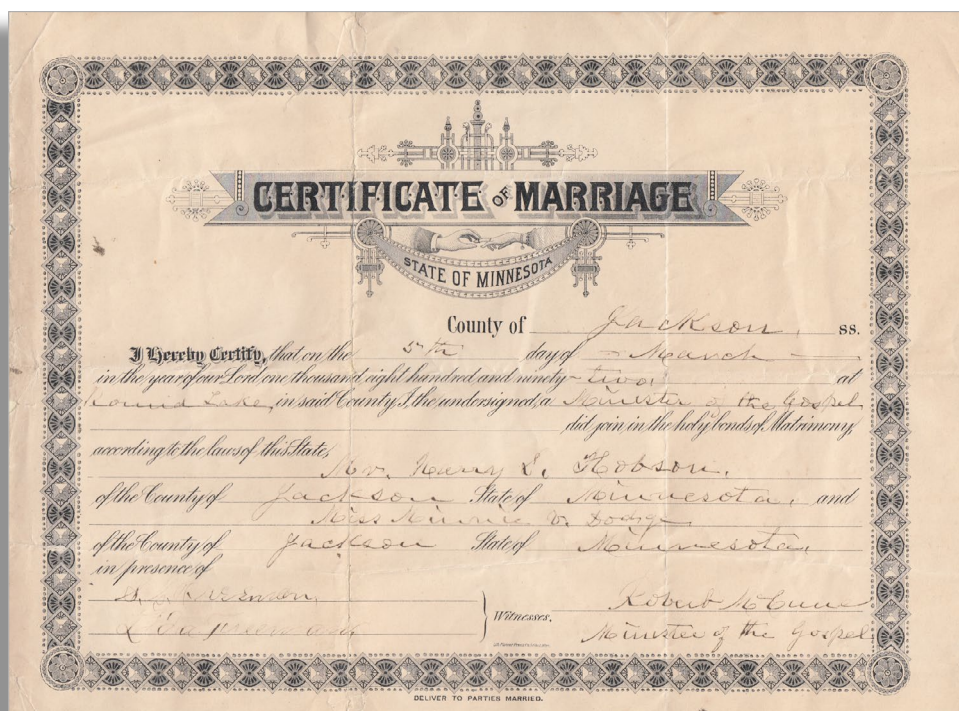 CERTIFICATE OF MARRIAGE
STATE OF MINNESOTA
County of Jackson, ss.
I Hereby Certify, that on the 5th day of March
in the year of our Lord one thousand eight hundred and ninety-two at
Round Lake, in said County I, the undersigned, a Minister of the Gospel
did join in the holy bonds of Matrimony,
according to the laws of this State,
Mr. Harry S. Hobson,
of the County of Jackson State of Minnesota, and
Miss Minnie V. Dodge
of the County of Jackson State of Minnesota,
in presence of
Witnesses,
Robert McCune
Minister of the Gospel
DELIVER TO PARTIES MARRIED.